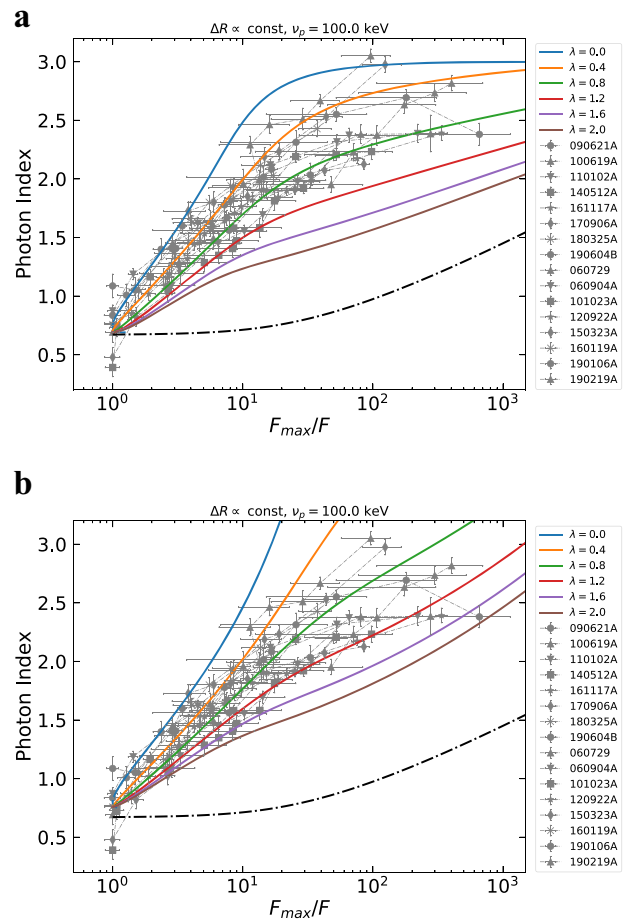 a
ΔR ∝ const, ν_p = 100.0 keV
Photon Index
3.0
2.5
2.0
1.5
1.0
0.5
10^0
10^1
10^2
10^3
F_max/F
λ = 0.0
λ = 0.4
λ = 0.8
λ = 1.2
λ = 1.6
λ = 2.0
090621A
100619A
110102A
140512A
161117A
170906A
180325A
190604B
060729
060904A
101023A
120922A
150323A
160119A
190106A
190219A
b
ΔR ∝ const, ν_p = 100.0 keV
Photon Index
3.0
2.5
2.0
1.5
1.0
0.5
10^0
10^1
10^2
10^3
F_max/F
λ = 0.0
λ = 0.4
λ = 0.8
λ = 1.2
λ = 1.6
λ = 2.0
090621A
100619A
110102A
140512A
161117A
170906A
180325A
190604B
060729
060904A
101023A
120922A
150323A
160119A
190106A
190219A